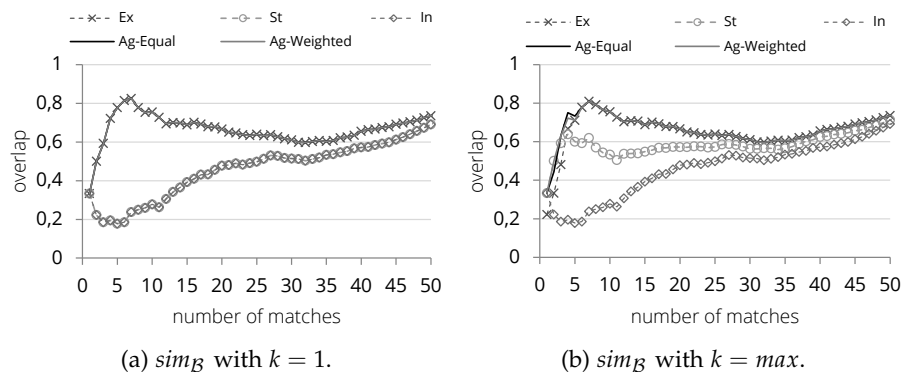 Ex St In
Ag-Equal Ag-Weighted
1
0,8
0,6
0,4
0,2
0
overlap
0 5 10 15 20 25 30 35 40 45 50
number of matches
(a) sim_B with k = 1.
Ex St In
Ag-Equal Ag-Weighted
1
0,8
0,6
0,4
0,2
0
overlap
0 5 10 15 20 25 30 35 40 45 50
number of matches
(b) sim_B with k = max.